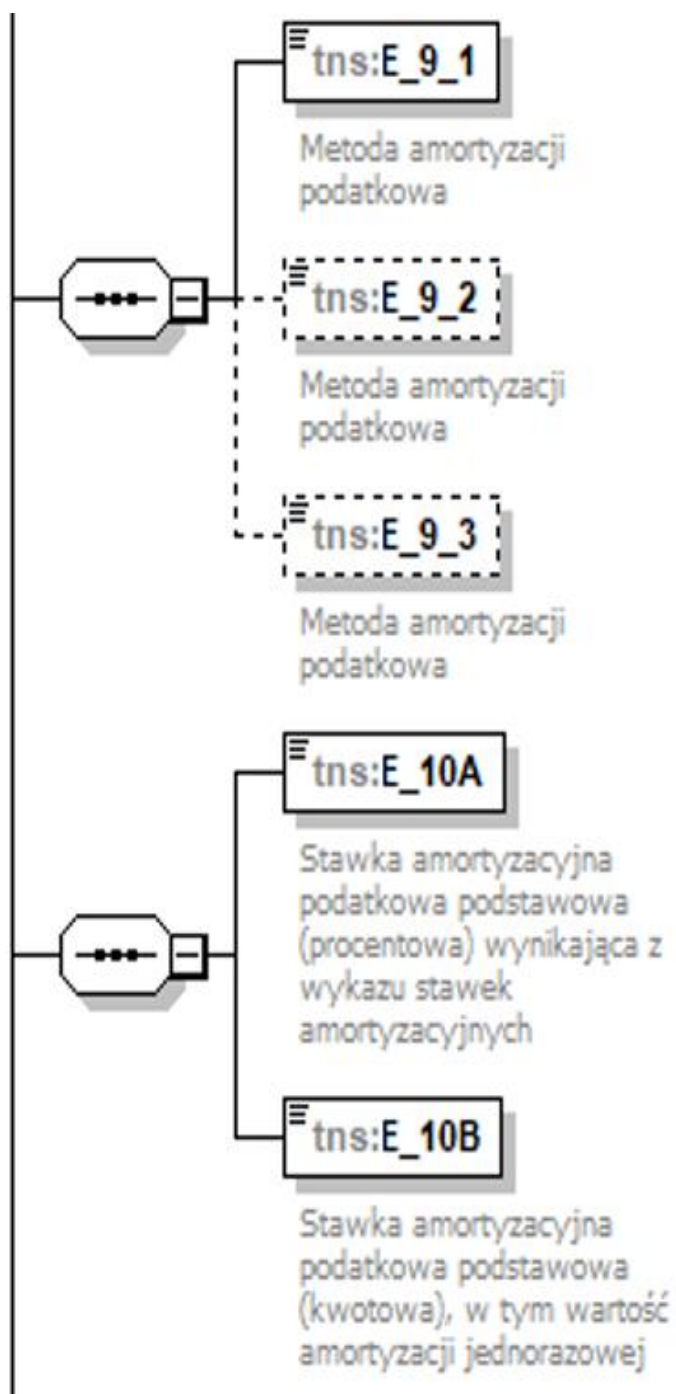 tns:E_9_1
Metoda amortyzacji
podatkowa
tns:E_9_2
Metoda amortyzacji
podatkowa
tns:E_9_3
Metoda amortyzacji
podatkowa
tns:E_10A
Stawka amortyzacyjna
podatkowa podstawowa
(procentowa) wynikająca z
wykazu stawek
amortyzacyjnych
tns:E_10B
Stawka amortyzacyjna
podatkowa podstawowa
(kwotowa), w tym wartość
amortyzacji jednorazowej